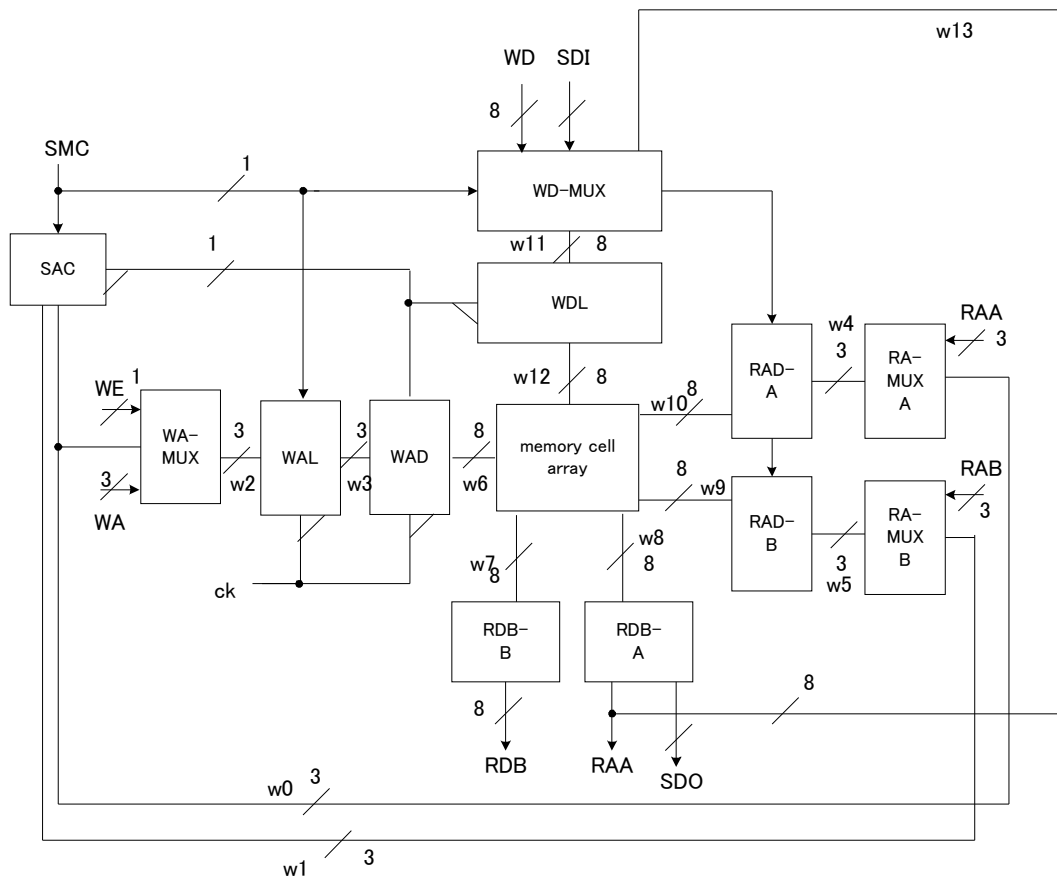 w13
WD SDI
8
SMC
1
WD-MUX
1
w11 8
SAC
WDL
w4
RAA
3
3
RAD-
A
RA-
MUX
A
w12 8
w10 8
WE 1
WA-
MUX
3
w2
WAL
3
w3
WAD
8
w6
memory cell
array
8
w9
RAB
3
3
WA
RAD-
B
RA-
MUX
B
3
w5
w7
8
w8
8
ck
RDB-
B
RDB-
A
8
8
RDB
RAA
SDO
w0 3
w1 3